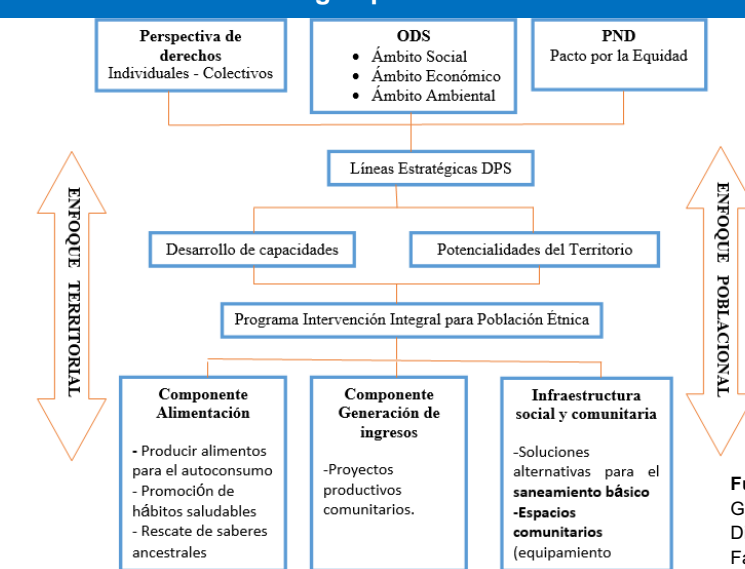 Perspectiva de
derechos
Individuales - Colectivos
ODS
• Ámbito Social
• Ámbito Económico
• Ámbito Ambiental
PND
Pacto por la Equidad
Líneas Estratégicas DPS
ENFOQUE TERRITORIAL
ENFOQUE POBLACIONAL
Desarrollo de capacidades
Potencialidades del Territorio
Programa Intervención Integral para Población Étnica
Componente
Alimentación
- Producir alimentos
para el autoconsumo
- Promoción de
hábitos saludables
- Rescate de saberes
ancestrales
Componente
Generación de
ingresos
-Proyectos
productivos
comunitarios.
Infraestructura
social y comunitaria
-Soluciones
alternativas para el
saneamiento básico
-Espacios
comunitarios
(equipamiento